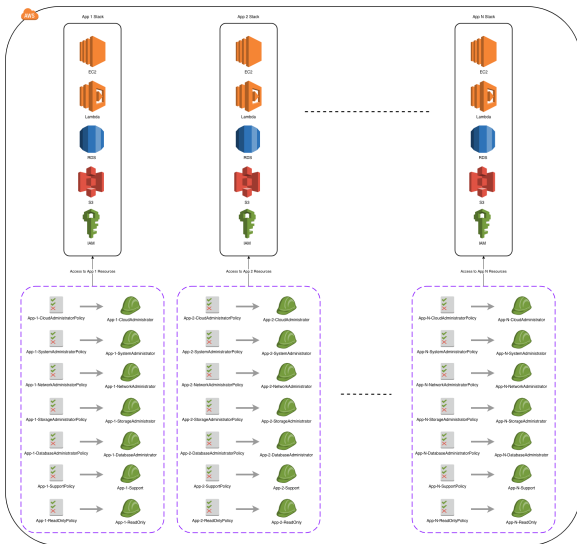 AWS
App 1 Stack
EC2
Lambda
RDS
S3
IAM
Access to App 1 Resources
App-1-CloudAdministratorPolicy
App-1-CloudAdministrator
App-1-SystemAdministratorPolicy
App-1-SystemAdministrator
App-1-NetworkAdministratorPolicy
App-1-NetworkAdministrator
App-1-StorageAdministratorPolicy
App-1-StorageAdministrator
App-1-DatabaseAdministratorPolicy
App-1-DatabaseAdministrator
App-1-SupportPolicy
App-1-Support
App-1-ReadOnlyPolicy
App-1-ReadOnly
App 2 Stack
EC2
Lambda
RDS
S3
IAM
Access to App 2 Resources
App-2-CloudAdministratorPolicy
App-2-CloudAdministrator
App-2-SystemAdministratorPolicy
App-2-SystemAdministrator
App-2-NetworkAdministratorPolicy
App-2-NetworkAdministrator
App-2-StorageAdministratorPolicy
App-2-StorageAdministrator
App-2-DatabaseAdministratorPolicy
App-2-DatabaseAdministrator
App-2-SupportPolicy
App-2-Support
App-2-ReadOnlyPolicy
App-2-ReadOnly
App N Stack
EC2
Lambda
RDS
S3
IAM
Access to App N Resources
App-N-CloudAdministratorPolicy
App-N-CloudAdministrator
App-N-SystemAdministratorPolicy
App-N-SystemAdministrator
App-N-NetworkAdministratorPolicy
App-N-NetworkAdministrator
App-N-StorageAdministratorPolicy
App-N-StorageAdministrator
App-N-DatabaseAdministratorPolicy
App-N-DatabaseAdministrator
App-N-SupportPolicy
App-N-Support
App-N-ReadOnlyPolicy
App-N-ReadOnly